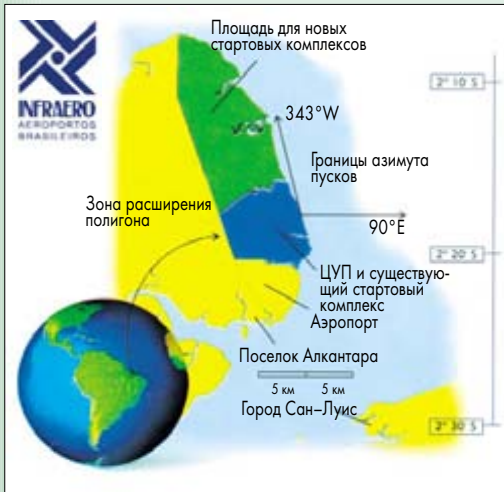 INFRAERO
AEROPORTOS
BRASILEIROS
Площадь для новых
стартовых комплексов
2° 10 S
343°W
Границы азимута
пусков
Зона расширения
полигона
90°E
2° 20 S
ЦУП и существую-
щий стартовый
комплекс
Аэропорт
Поселок Алкантара
5 км 5 км
Город Сан-Луис
2° 30 S